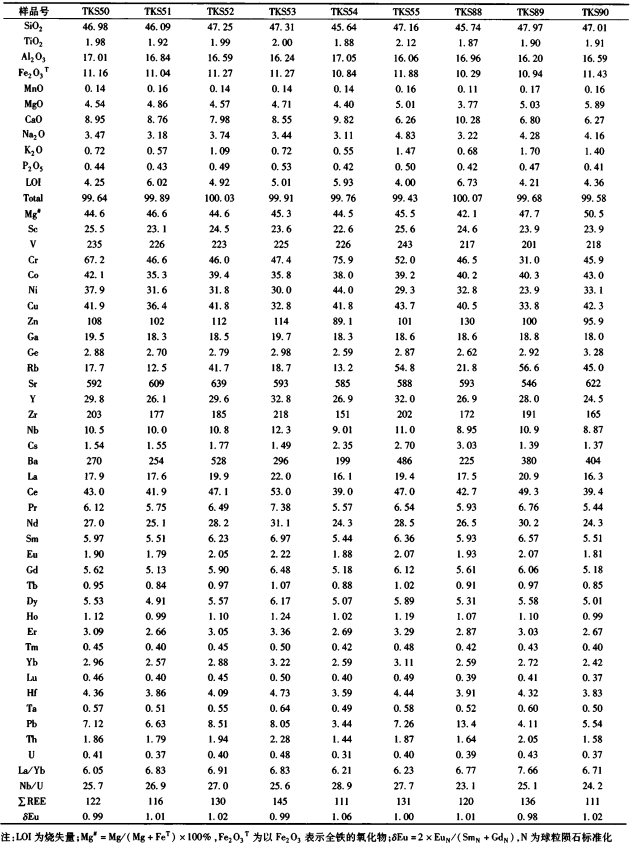 样品号 TKS50 TKS51 TKS52 TKS53 TKS54 TKS55 TKS88 TKS89 TKS90
SiO2 46.98 46.09 47.25 47.31 45.64 47.16 45.74 47.97 47.01
TiO2 1.98 1.92 1.99 2.00 1.88 2.12 1.87 1.90 1.91
Al2O3 17.01 16.84 16.59 16.24 17.05 16.06 16.96 16.20 16.59
Fe2O3T 11.16 11.04 11.27 11.27 10.84 11.88 10.29 10.94 11.43
MnO 0.14 0.16 0.14 0.14 0.14 0.16 0.11 0.17 0.16
MgO 4.54 4.86 4.57 4.71 4.40 5.01 3.77 5.03 5.89
CaO 8.95 8.76 7.98 8.55 9.82 6.26 10.28 6.80 6.27
Na2O 3.47 3.18 3.74 3.44 3.11 4.83 3.22 4.28 4.16
K2O 0.72 0.57 1.09 0.72 0.55 1.47 0.68 1.70 1.40
P2O5 0.44 0.43 0.49 0.53 0.42 0.50 0.42 0.47 0.41
LOI 4.25 6.02 4.92 5.01 5.93 4.00 6.73 4.21 4.36
Total 99.64 99.89 100.03 99.91 99.76 99.43 100.07 99.68 99.58
Mg# 44.6 46.6 44.6 45.3 44.5 45.5 42.1 47.7 50.5
Sc 25.5 23.1 24.5 23.6 22.6 25.6 24.6 23.9 23.9
V 235 226 223 225 226 243 217 201 218
Cr 67.2 46.6 46.0 47.4 75.9 52.0 46.5 31.0 45.9
Co 42.1 35.3 39.4 35.8 38.0 39.2 40.2 40.3 43.0
Ni 37.9 31.6 31.8 30.0 44.0 29.3 32.8 23.9 33.1
Cu 41.9 36.4 41.8 32.8 41.8 43.7 40.5 33.8 42.3
Zn 108 102 112 114 89.1 101 130 100 95.9
Ga 19.5 18.3 18.5 19.7 18.3 18.6 18.6 18.8 18.0
Ge 2.88 2.70 2.79 2.98 2.59 2.87 2.62 2.92 3.28
Rb 17.7 12.5 41.7 18.7 13.2 54.8 21.8 56.6 45.0
Sr 592 609 639 593 585 588 593 546 622
Y 29.8 26.1 29.6 32.8 26.9 32.0 26.9 28.0 24.5
Zr 203 177 185 218 151 202 172 191 165
Nb 10.5 10.0 10.8 12.3 9.01 11.0 8.95 10.9 8.87
Cs 1.54 1.55 1.77 1.49 2.35 2.70 3.03 1.39 1.37
Ba 270 254 528 296 199 486 225 380 404
La 17.9 17.6 19.9 22.0 16.1 19.4 17.5 20.9 16.3
Ce 43.0 41.9 47.1 53.0 39.0 47.0 42.7 49.3 39.4
Pr 6.12 5.75 6.49 7.38 5.57 6.54 5.93 6.76 5.44
Nd 27.0 25.1 28.2 31.1 24.3 28.5 26.5 30.2 24.3
Sm 5.97 5.51 6.23 6.97 5.44 6.36 5.93 6.57 5.51
Eu 1.90 1.79 2.05 2.22 1.88 2.07 1.93 2.07 1.81
Gd 5.62 5.13 5.90 6.48 5.18 6.12 5.61 6.06 5.18
Tb 0.95 0.84 0.97 1.07 0.88 1.02 0.91 0.97 0.85
Dy 5.53 4.91 5.57 6.17 5.07 5.89 5.31 5.58 5.01
Ho 1.12 0.99 1.10 1.24 1.02 1.19 1.07 1.10 0.99
Er 3.09 2.66 3.05 3.36 2.69 3.29 2.87 3.03 2.67
Tm 0.45 0.40 0.45 0.50 0.42 0.48 0.42 0.43 0.40
Yb 2.96 2.57 2.88 3.22 2.59 3.11 2.59 2.72 2.42
Lu 0.46 0.40 0.45 0.50 0.40 0.49 0.39 0.41 0.37
Hf 4.36 3.86 4.09 4.73 3.59 4.44 3.91 4.32 3.83
Ta 0.57 0.51 0.55 0.64 0.49 0.58 0.52 0.60 0.50
Pb 7.12 6.63 8.51 8.05 3.44 7.26 13.4 4.11 5.54
Th 1.86 1.79 1.94 2.28 1.44 1.87 1.64 2.05 1.58
U 0.41 0.37 0.40 0.48 0.31 0.40 0.39 0.43 0.37
La/Yb 6.05 6.83 6.91 6.83 6.21 6.23 6.77 7.66 6.71
Nb/U 25.7 26.9 27.0 25.6 28.9 27.7 23.1 25.1 24.2
∑REE 122 116 130 145 111 131 120 136 111
δEu 0.99 1.01 1.02 0.99 1.06 1.00 1.01 0.98 1.02
注:LOI为烧失量;Mg#=Mg/(Mg+FeT)×100%,Fe2O3T为以Fe2O3表示全铁的氧化物;δEu=2×EuN/(SmN+GdN),N为球粒陨石标准化